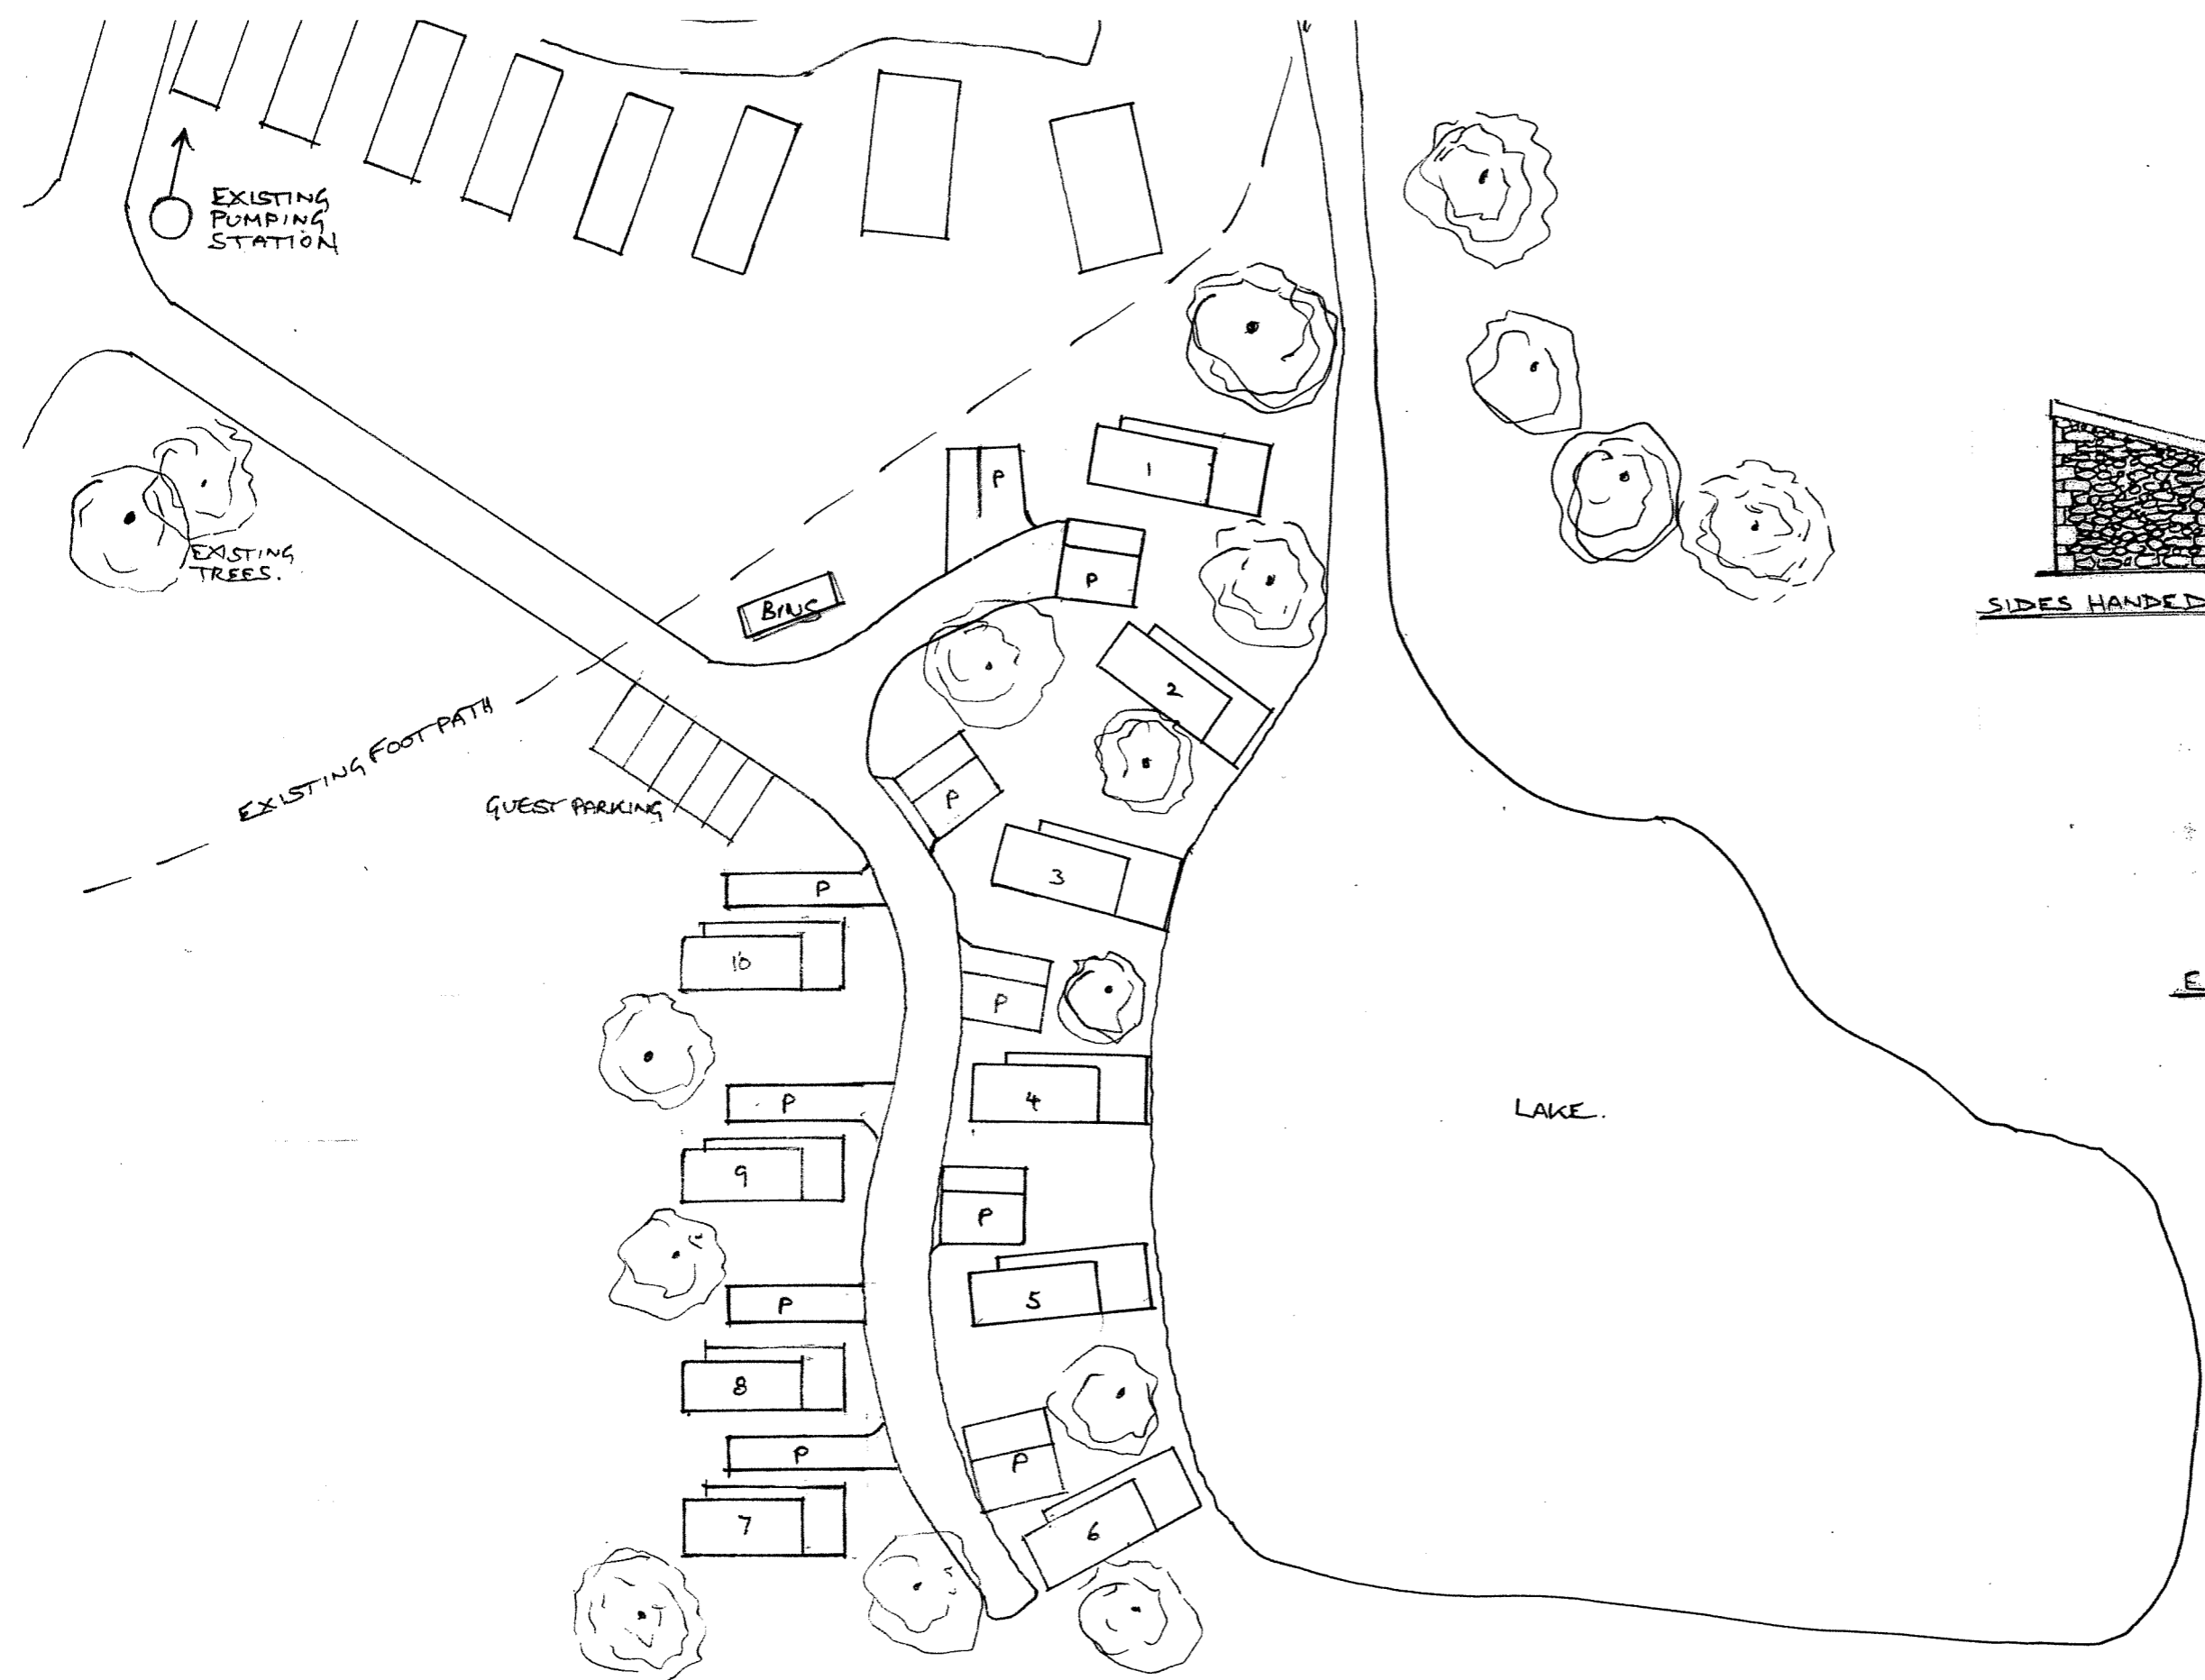 EXISTING
PUMPING
STATION
EXISTING
TREES.
EXISTING FOOTPATH
GUEST PARKING
BINS
P
1
P
2
P
3
P
10
P
P
4
9
P
P
5
8
P
P
6
7
LAKE.
SIDES HANDED
E